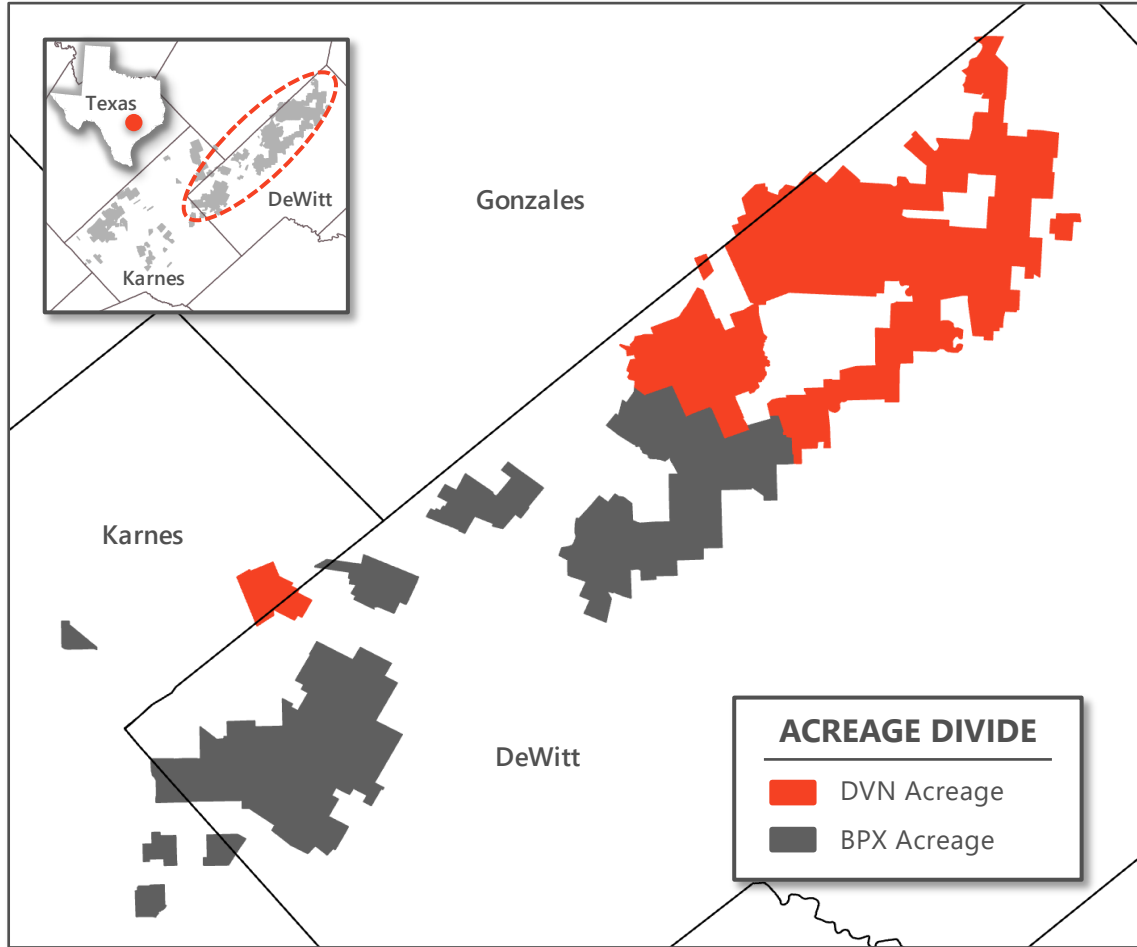 Texas
DeWitt
Karnes
Gonzales
Karnes
DeWitt
ACREAGE DIVIDE
DVN Acreage
BPX Acreage